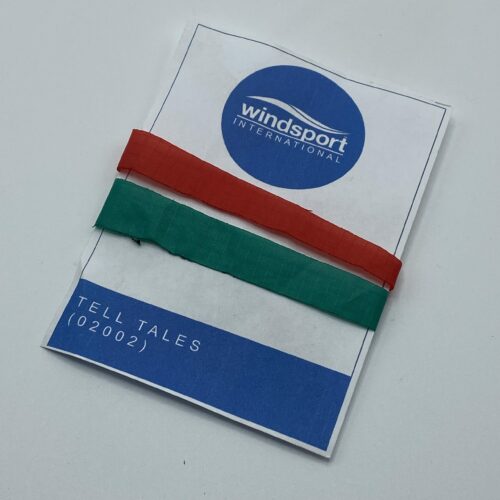 windsport
INTERNATIONAL
TELL TALES
(02002)